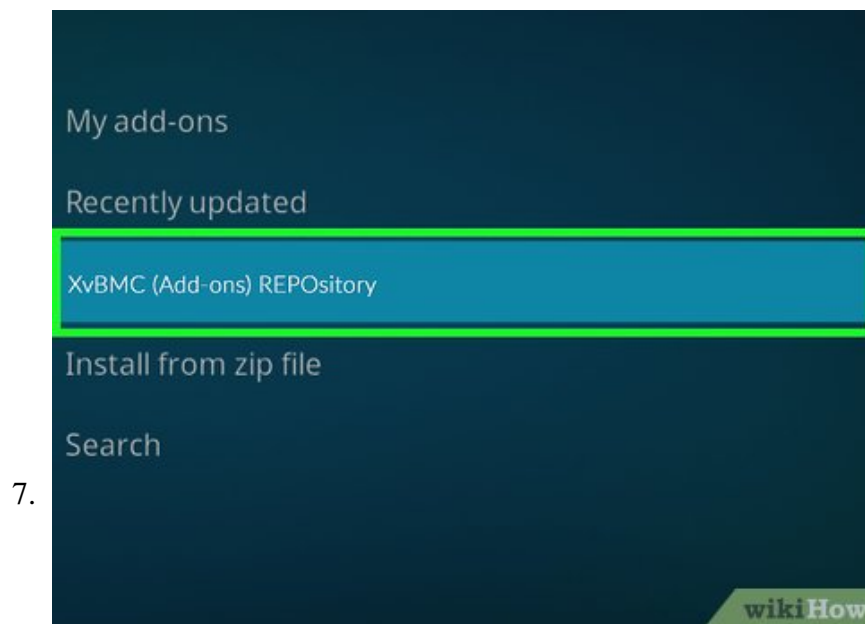 My add-ons
Recently updated
XvBMC (Add-ons) REPOsitory
Install from zip file
Search
7.
wikiHow